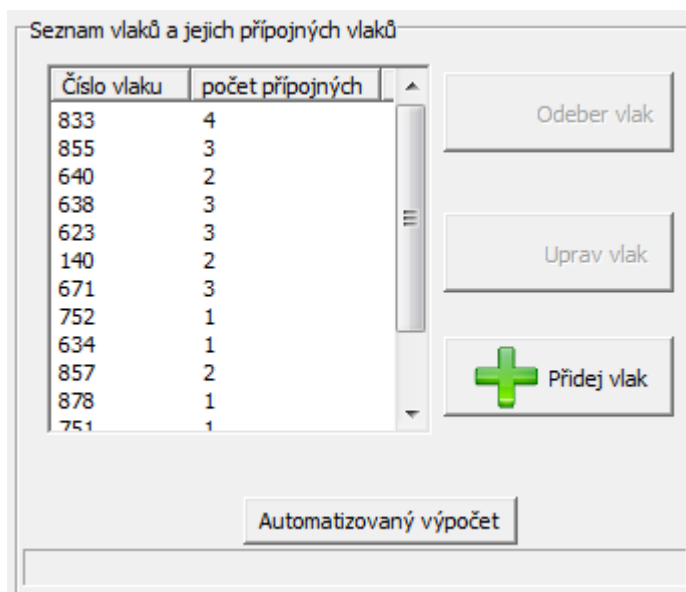 Seznam vlaků a jejich přípojných vlaků
Číslo vlaku počet přípojných
833 4
855 3
640 2
638 3
623 3
140 2
671 3
752 1
634 1
857 2
878 1
751 1
Odeber vlak
Uprav vlak
Přidej vlak
Automatizovaný výpočet